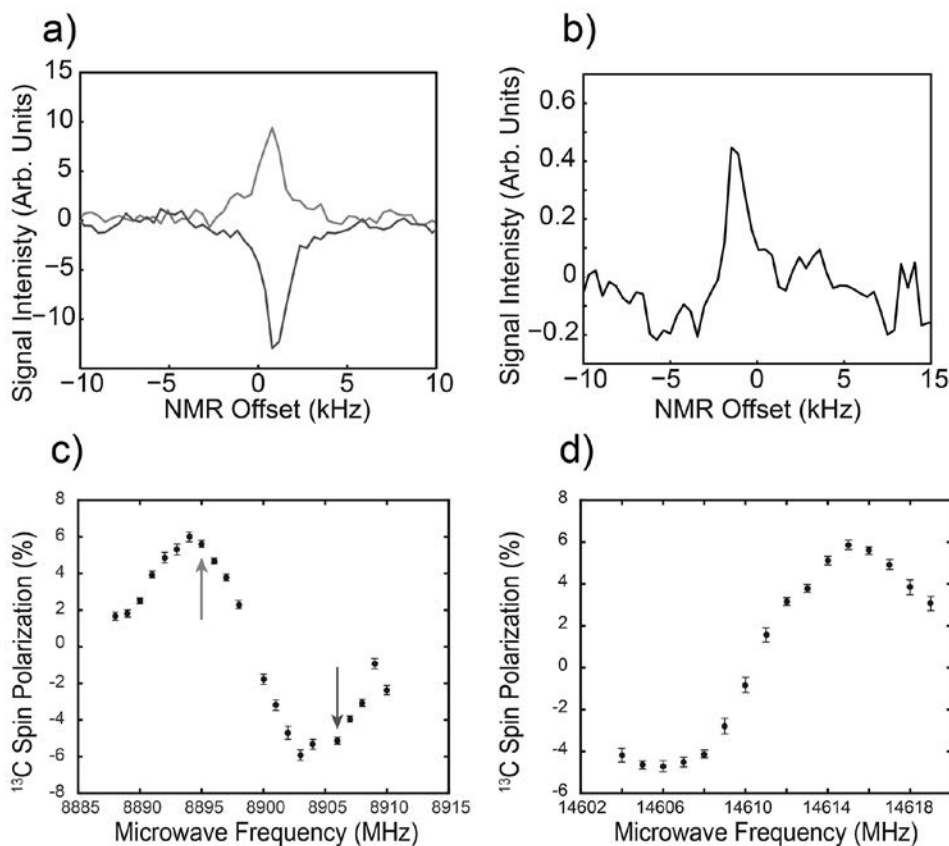 a)
Signal Intenisty (Arb. Units)
15
10
5
0
−5
−10
−10 −5 0 5 10
NMR Offset (kHz)
b)
Signal Intensity (Arb. Units)
0.6
0.4
0.2
0
−0.2
−10 −5 0 5 10 15
NMR Offset (kHz)
c)
¹³C Spin Polarization (%)
8
6
4
2
0
-2
-4
-6
-8
8885 8890 8895 8900 8905 8910 8915
Microwave Frequency (MHz)
d)
¹³C Spin Polarization (%)
8
6
4
2
0
-2
-4
-6
14602 14606 14610 14614 14618
Microwave Frequency (MHz)